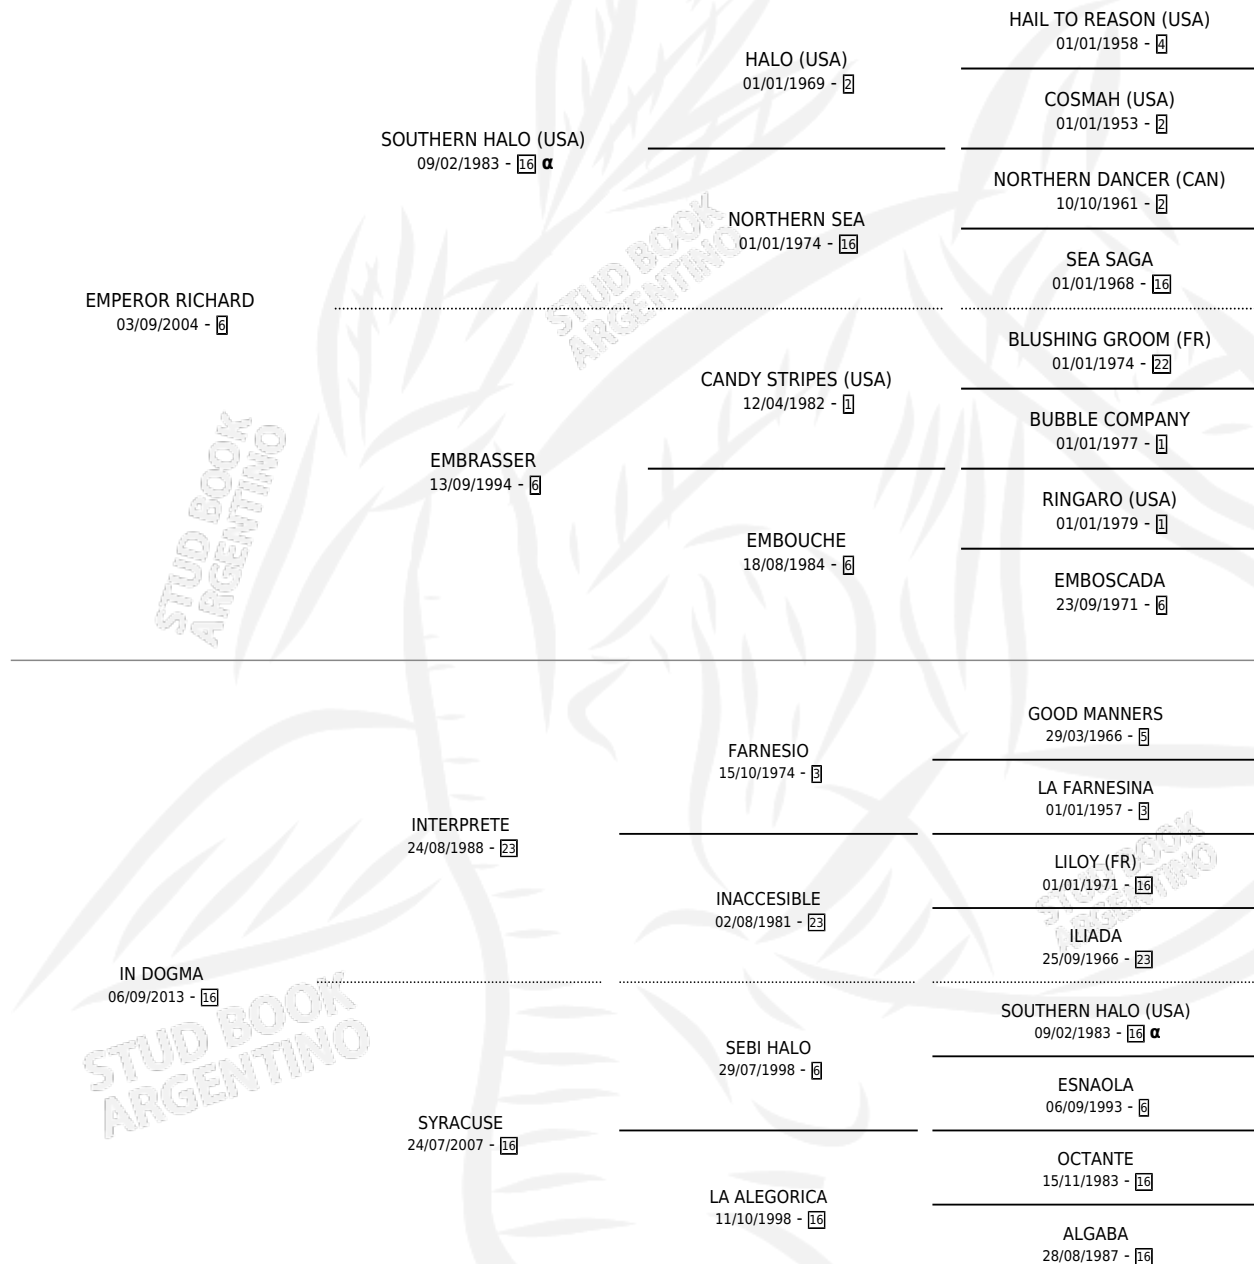 HAIL TO REASON (USA)
01/01/1958 - 4
HALO (USA)
01/01/1969 - 2
COSMAH (USA)
01/01/1953 - 2
SOUTHERN HALO (USA)
09/02/1983 - 16 α
NORTHERN DANCER (CAN)
10/10/1961 - 2
NORTHERN SEA
01/01/1974 - 16
SEA SAGA
01/01/1968 - 16
STUD BOOK
ARGENTINO
EMPEROR RICHARD
03/09/2004 - 6
BLUSHING GROOM (FR)
01/01/1974 - 22
CANDY STRIPES (USA)
12/04/1982 - 1
BUBBLE COMPANY
01/01/1977 - 1
EMBRASSER
13/09/1994 - 6
RINGARO (USA)
01/01/1979 - 1
EMBOUCHE
18/08/1984 - 6
EMBOSCADA
23/09/1971 - 6
STUD BOOK
ARGENTINO
GOOD MANNERS
29/03/1966 - 5
FARNESIO
15/10/1974 - 3
LA FARNESINA
01/01/1957 - 3
INTERPRETE
24/08/1988 - 23
LILOY (FR)
01/01/1971 - 16
INACCESIBLE
02/08/1981 - 23
ILIADA
25/09/1966 - 23
STUD BOOK
ARGENTINO
IN DOGMA
06/09/2013 - 16
SOUTHERN HALO (USA)
09/02/1983 - 16 α
SEBI HALO
29/07/1998 - 6
ESNAOLA
06/09/1993 - 6
STUD BOOK
ARGENTINO
SYRACUSE
24/07/2007 - 16
OCTANTE
15/11/1983 - 16
LA ALEGORICA
11/10/1998 - 16
ALGABA
28/08/1987 - 16